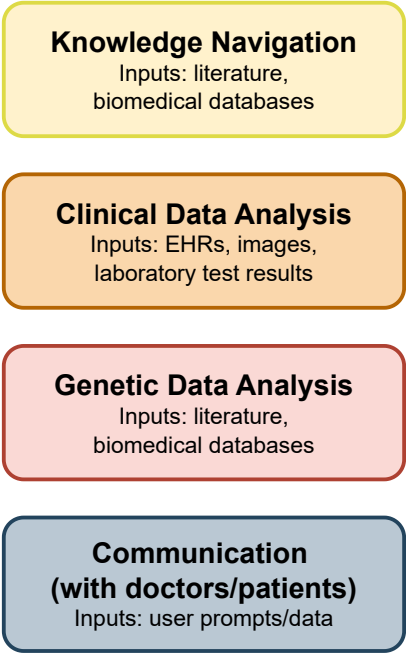 Knowledge Navigation
Inputs: literature,
biomedical databases
Clinical Data Analysis
Inputs: EHRs, images,
laboratory test results
Genetic Data Analysis
Inputs: literature,
biomedical databases
Communication
(with doctors/patients)
Inputs: user prompts/data